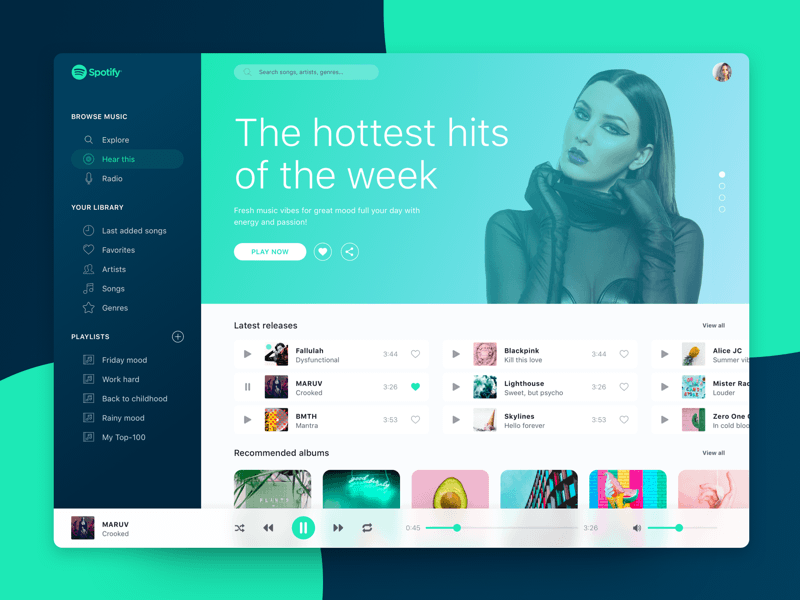 Spotify
BROWSE MUSIC
Explore
Hear this
Radio
YOUR LIBRARY
Last added songs
Favorites
Artists
Songs
Genres
PLAYLISTS
Friday mood
Work hard
Back to childhood
Rainy mood
My Top-100
Search songs, artists, genres...
The hottest hits
of the week
Fresh music vibes for great mood full your day with
energy and passion!
PLAY NOW
Latest releases
View all
Fallulah
Dysfunctional
3:44
Blackpink
Kill this love
3:44
Alice JC
Summer
MARUV
Crooked
3:26
Lighthouse
Sweet, but psycho
3:26
Mister
Louder
BMTH
Mantra
3:53
Skylines
Hello forever
3:53
Zero One
In cold
Recommended albums
View all
PLANTS
MARUV
Crooked
0:45
3:26